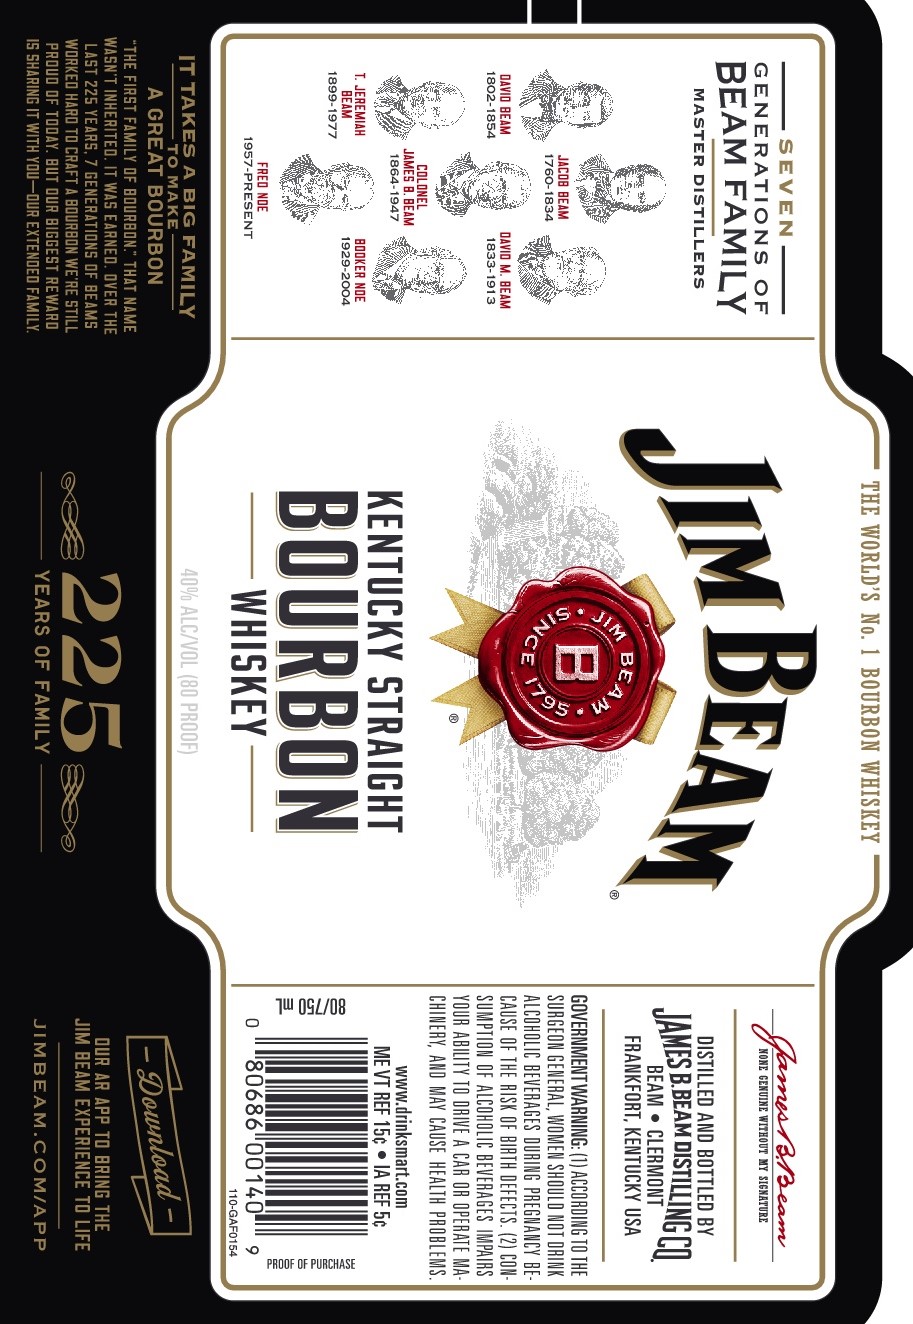 SEVEN
GENERATIONS OF
BEAM FAMILY
MASTER DISTILLERS
JACOB BEAM
1760-1834
DAVID BEAM
1802-1854
DAVID M. BEAM
1833-1913
COLONEL
JAMES B. BEAM
1864-1947
T. JEREMIAH
BEAM
1899-1977
BOOKER NOE
1929-2004
FRED NOE
1957-PRESENT
IT TAKES A BIG FAMILY
TO MAKE
A GREAT BOURBON
"THE FIRST FAMILY OF BOURBON." THAT NAME
WASN'T INHERITED. IT WAS EARNED. OVER THE
LAST 225 YEARS, 7 GENERATIONS OF BEAMS
WORKED HARD TO CRAFT A BOURBON WE'RE STILL
PROUD OF TODAY. BUT OUR BIGGEST REWARD
IS SHARING IT WITH YOU—OUR EXTENDED FAMILY.
THE WORLD'S No. 1 BOURBON WHISKEY
JIM BEAM®
JIM BEAM • SINCE 1795 •
B
®
KENTUCKY STRAIGHT
BOURBON
WHISKEY
40% ALC/VOL (80 PROOF)
225
YEARS OF FAMILY
James B. Beam
NONE GENUINE WITHOUT MY SIGNATURE
DISTILLED AND BOTTLED BY
JAMES B. BEAM DISTILLING CO.
BEAM • CLERMONT
FRANKFORT, KENTUCKY USA
GOVERNMENT WARNING: (1) ACCORDING TO THE
SURGEON GENERAL, WOMEN SHOULD NOT DRINK
ALCOHOLIC BEVERAGES DURING PREGNANCY BE-
CAUSE OF THE RISK OF BIRTH DEFECTS. (2) CON-
SUMPTION OF ALCOHOLIC BEVERAGES IMPAIRS
YOUR ABILITY TO DRIVE A CAR OR OPERATE MA-
CHINERY, AND MAY CAUSE HEALTH PROBLEMS.
www.drinksmart.com
ME VT REF 15¢ • IA REF 5¢
80/750 mL
PROOF OF PURCHASE
0 80686 00140 9
110-GAF0154
- Download -
OUR AR APP TO BRING THE
JIM BEAM EXPERIENCE TO LIFE
JIMBEAM.COM/APP